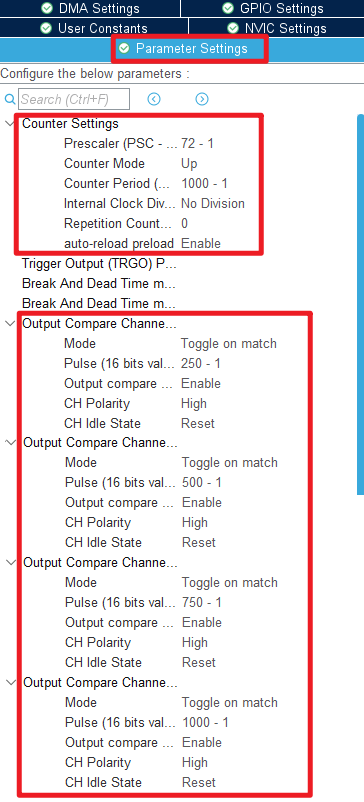 DMA Settings GPIO Settings
User Constants NVIC Settings
Parameter Settings
Configure the below parameters :
Search (Ctrl+F)
Counter Settings
Prescaler (PSC - ... 72 - 1
Counter Mode Up
Counter Period (... 1000 - 1
Internal Clock Div... No Division
Repetition Count... 0
auto-reload preload Enable
Trigger Output (TRGO) P...
Break And Dead Time m...
Break And Dead Time m...
Output Compare Channe...
Mode Toggle on match
Pulse (16 bits val... 250 - 1
Output compare ... Enable
CH Polarity High
CH Idle State Reset
Output Compare Channe...
Mode Toggle on match
Pulse (16 bits val... 500 - 1
Output compare ... Enable
CH Polarity High
CH Idle State Reset
Output Compare Channe...
Mode Toggle on match
Pulse (16 bits val... 750 - 1
Output compare ... Enable
CH Polarity High
CH Idle State Reset
Output Compare Channe...
Mode Toggle on match
Pulse (16 bits val... 1000 - 1
Output compare ... Enable
CH Polarity High
CH Idle State Reset